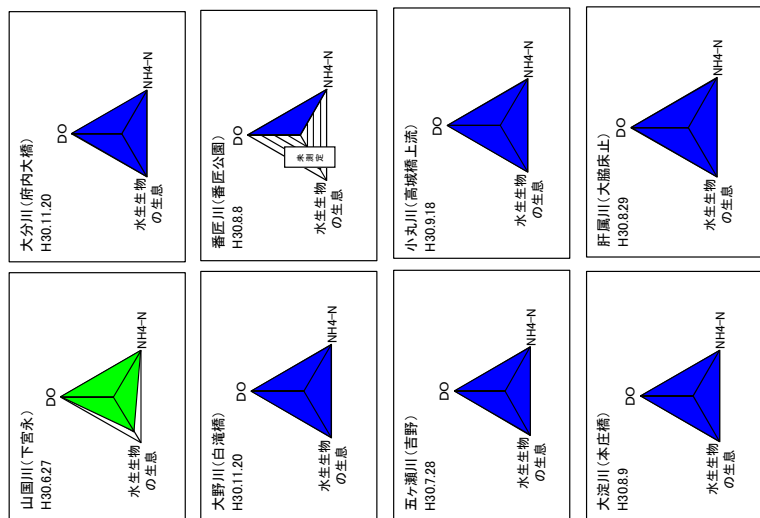 山国川（下宮永）
H30.6.27
DO
水生生物
の生息
NH4-N
大分川（府内大橋）
H30.11.20
DO
水生生物
の生息
NH4-N
大野川（白滝橋）
H30.11.20
DO
水生生物
の生息
NH4-N
番匠川（番匠公園）
H30.8.8
DO
未測定
水生生物
の生息
NH4-N
五ヶ瀬川（吉野）
H30.7.28
DO
水生生物
の生息
NH4-N
小丸川（高城橋上流）
H30.9.18
DO
水生生物
の生息
NH4-N
大淀川（本庄橋）
H30.8.9
DO
水生生物
の生息
NH4-N
肝属川（大脇床止）
H30.8.29
DO
水生生物
の生息
NH4-N